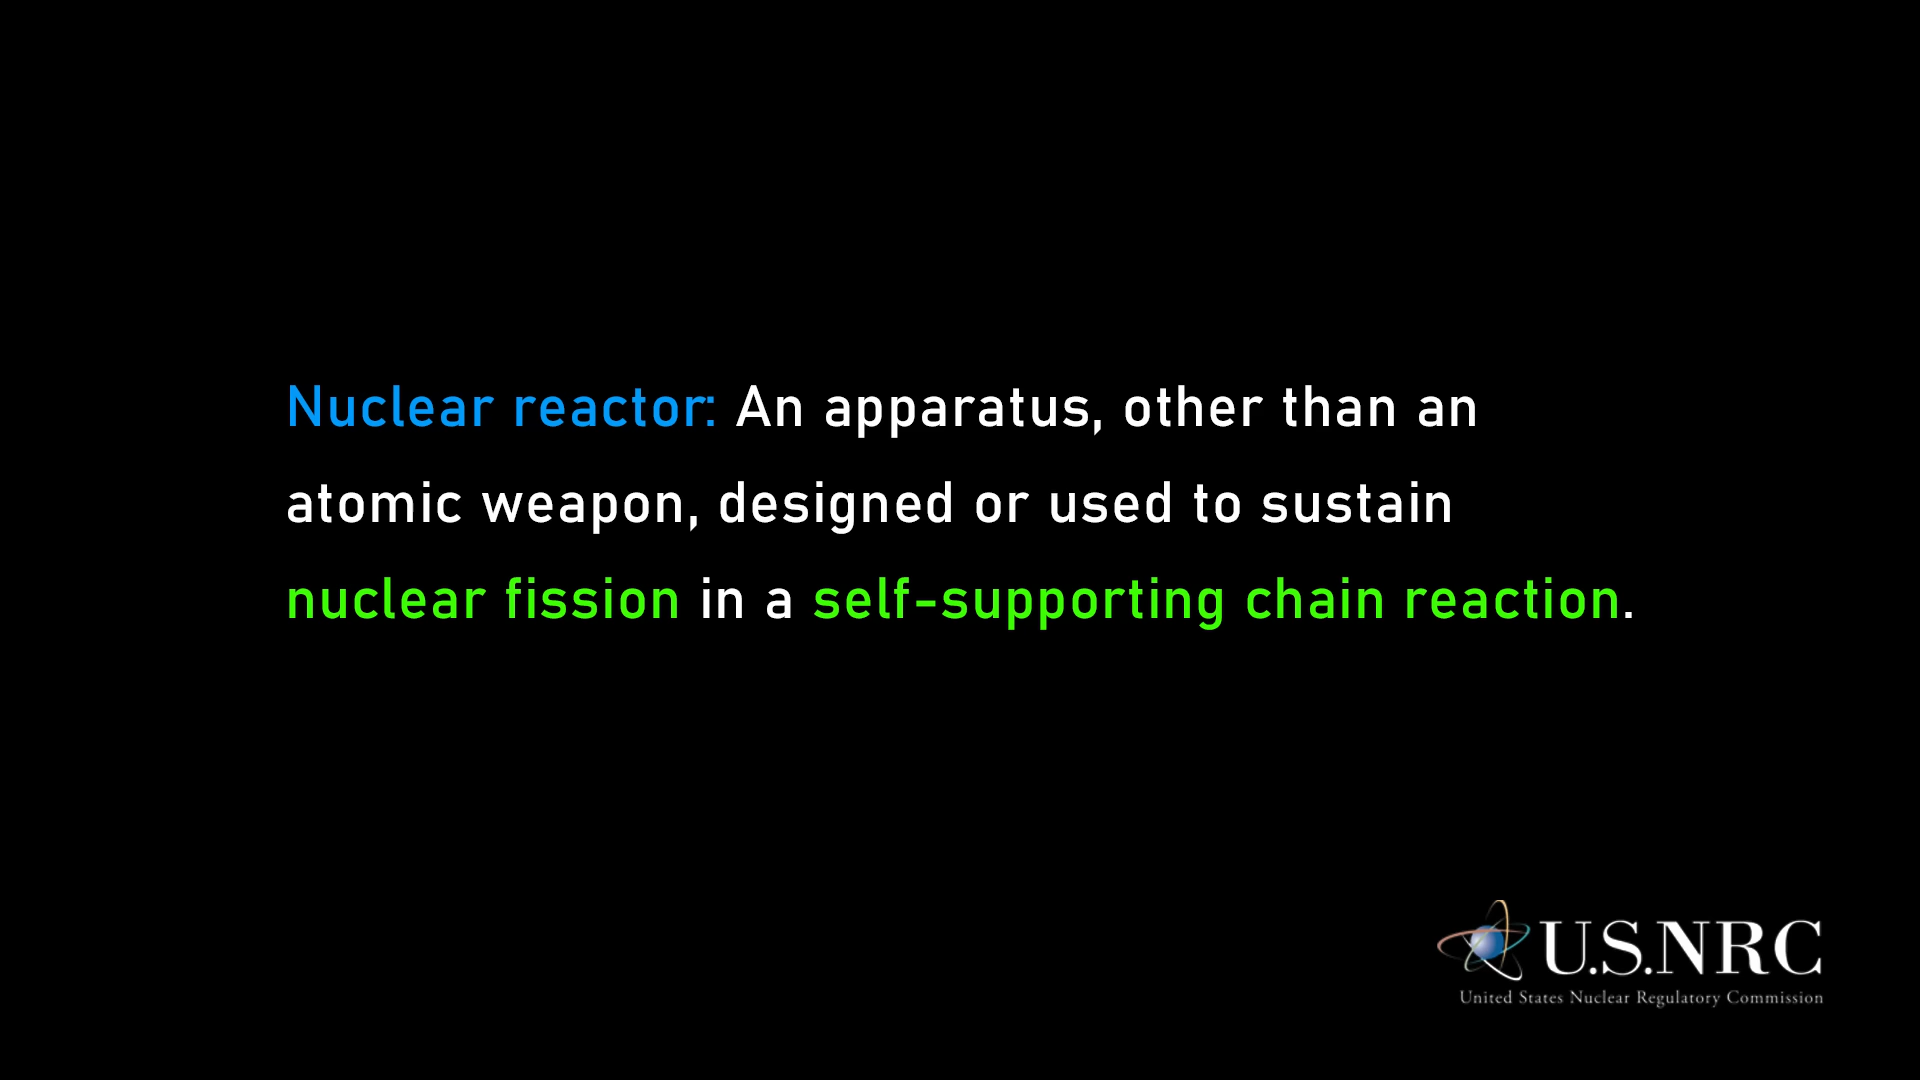 Nuclear reactor: An apparatus, other than an
atomic weapon, designed or used to sustain
nuclear fission in a self-supporting chain reaction.
U.S.NRC
United States Nuclear Regulatory Commission